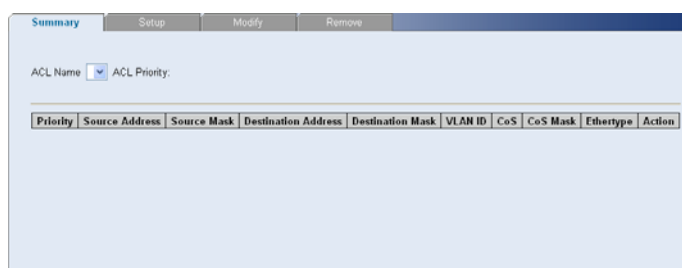 Summary Setup Modify Remove
ACL Name ACL Priority:
Priority Source Address Source Mask Destination Address Destination Mask VLAN ID CoS CoS Mask Ethertype Action